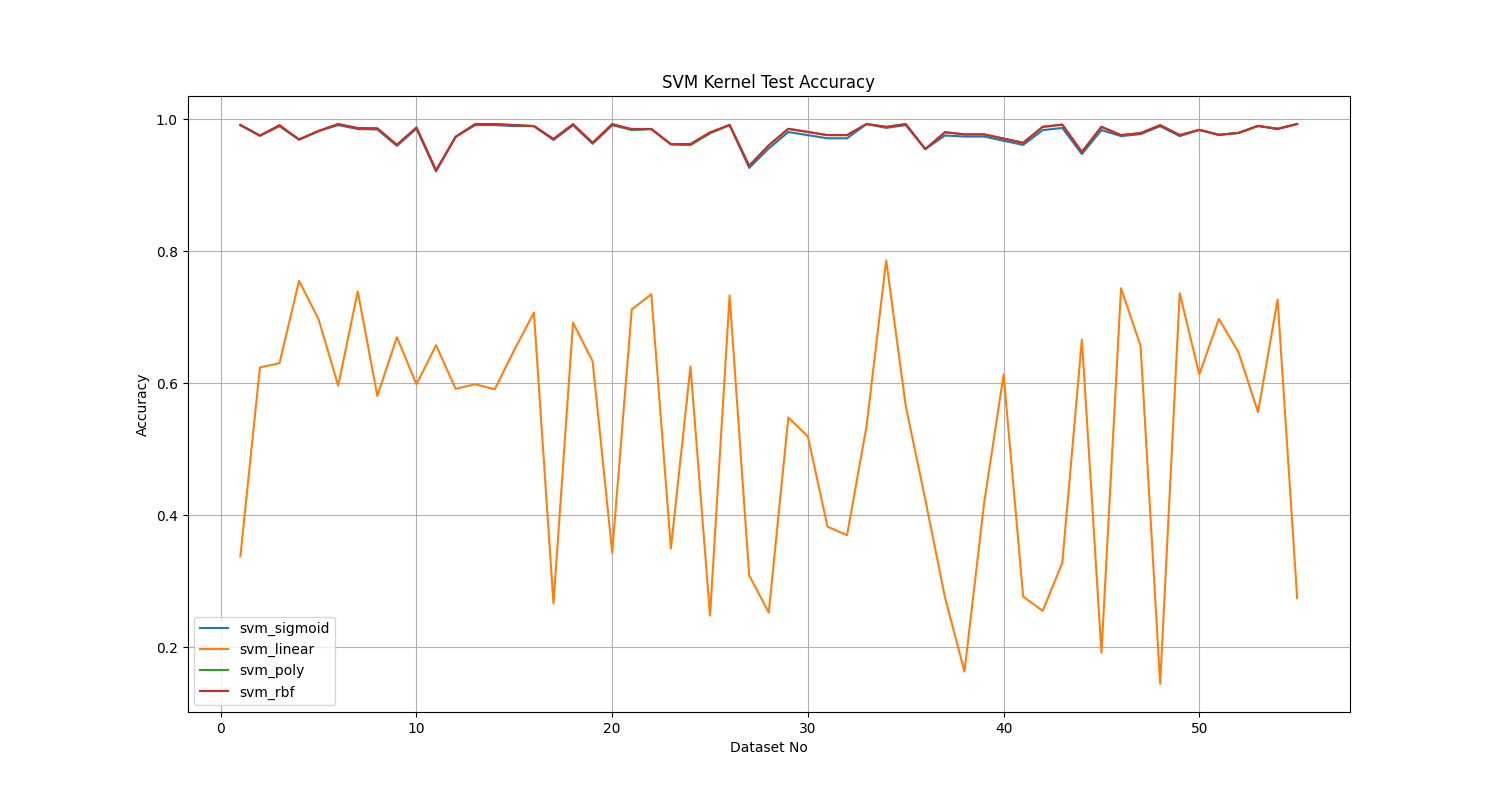 SVM Kernel Test Accuracy
1.0
0.8
0.6
0.4
0.2
Accuracy
svm_sigmoid
svm_linear
svm_poly
svm_rbf
0 10 20 30 40 50
Dataset No